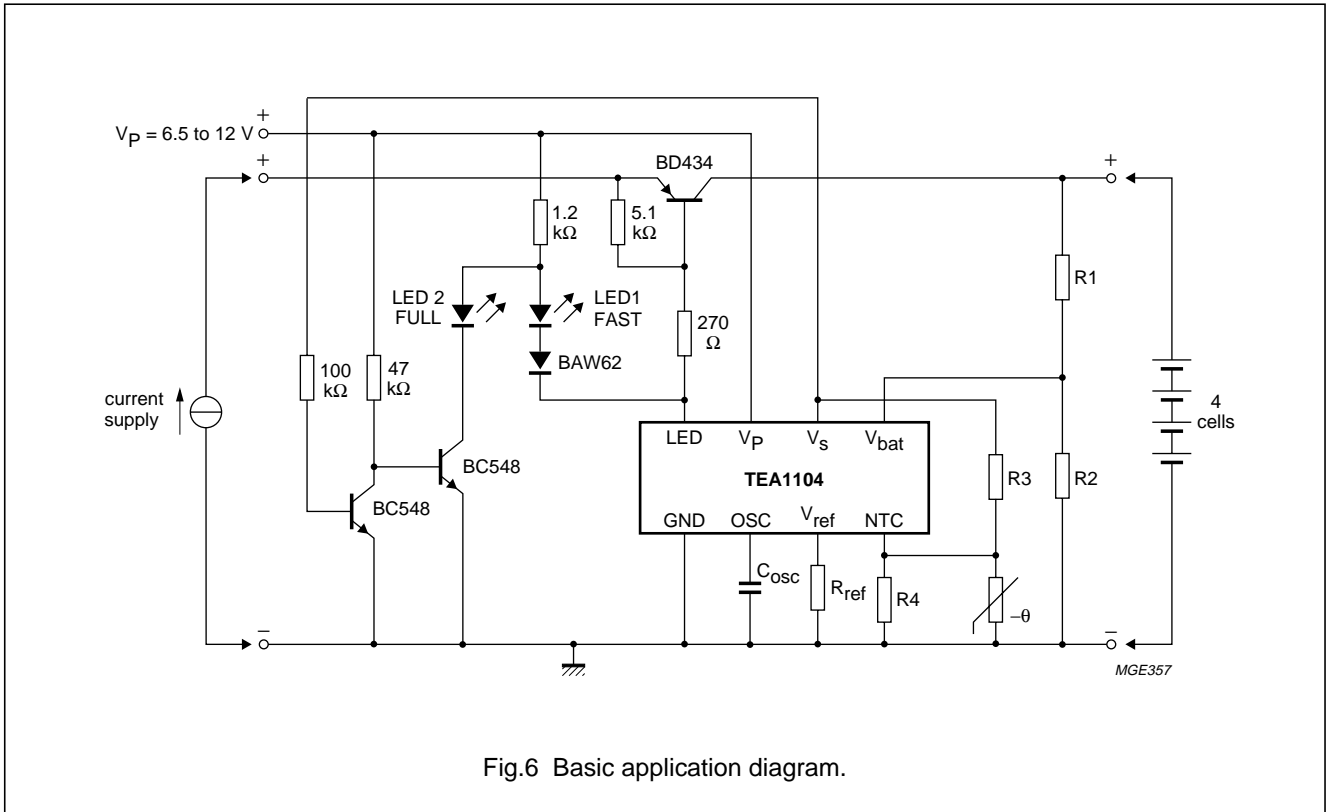 +
V_P = 6.5 to 12 V
+
BD434
+
1.2 kΩ
5.1 kΩ
R1
LED 2 FULL
LED1 FAST
270 Ω
BAW62
100 kΩ
47 kΩ
current supply
4 cells
LED
V_P
V_s
V_bat
BC548
TEA1104
R3
R2
BC548
GND
OSC
V_ref
NTC
C_osc
R_ref
R4
−θ
−
−
MGE357
Fig.6 Basic application diagram.